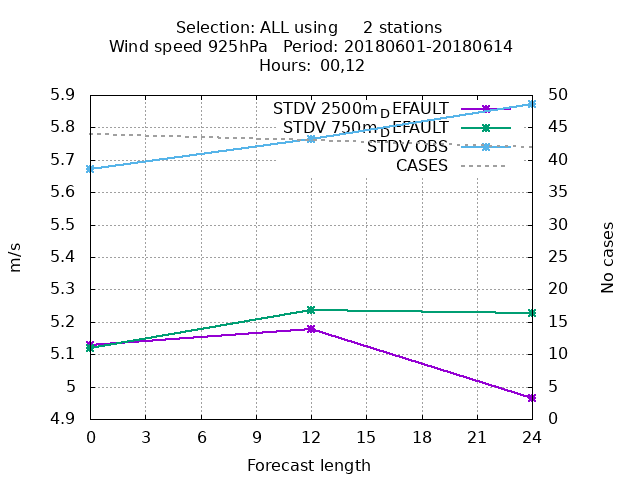 Selection: ALL using     2 stations
Wind speed 925hPa   Period: 20180601-20180614
Hours:  00,12
STDV 2500m_DEFAULT
STDV 750m_DEFAULT
STDV OBS
CASES
5.9
5.8
5.7
5.6
5.5
5.4
5.3
5.2
5.1
5
4.9
m/s
50
45
40
35
30
25
20
15
10
5
0
No cases
0 3 6 9 12 15 18 21 24
Forecast length